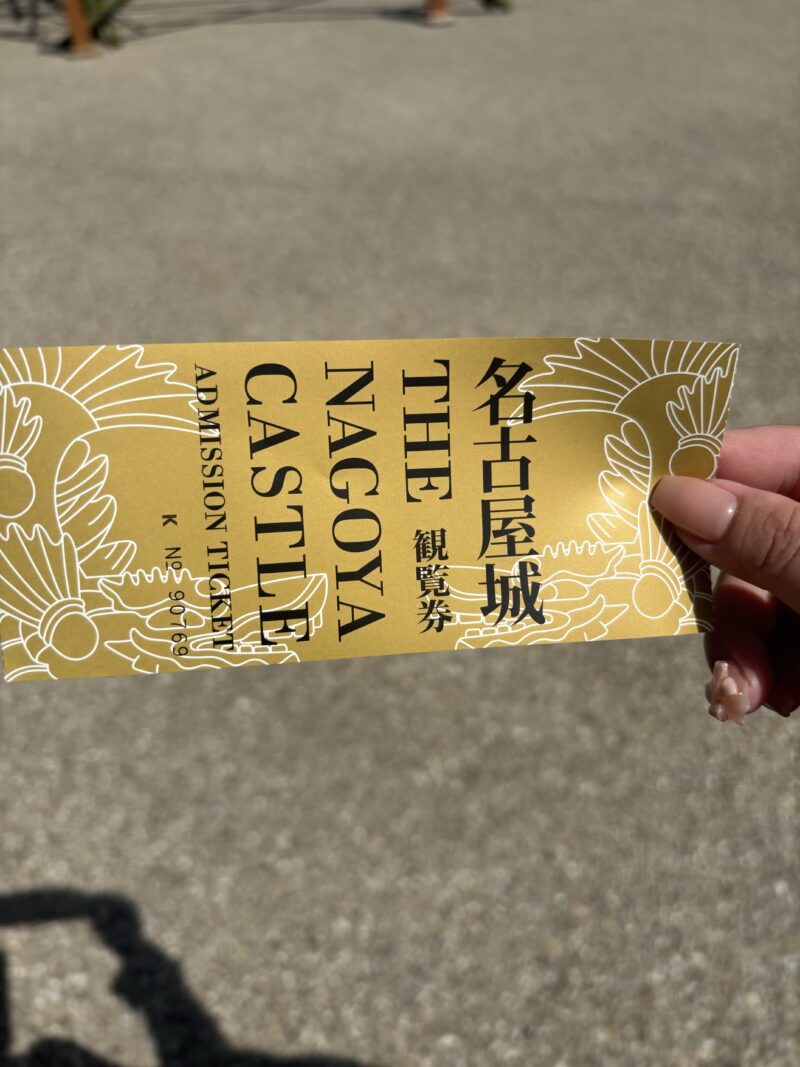 名古屋城
THE 観覧券
NAGOYA
CASTLE
ADMISSION TICKET
K No 90769